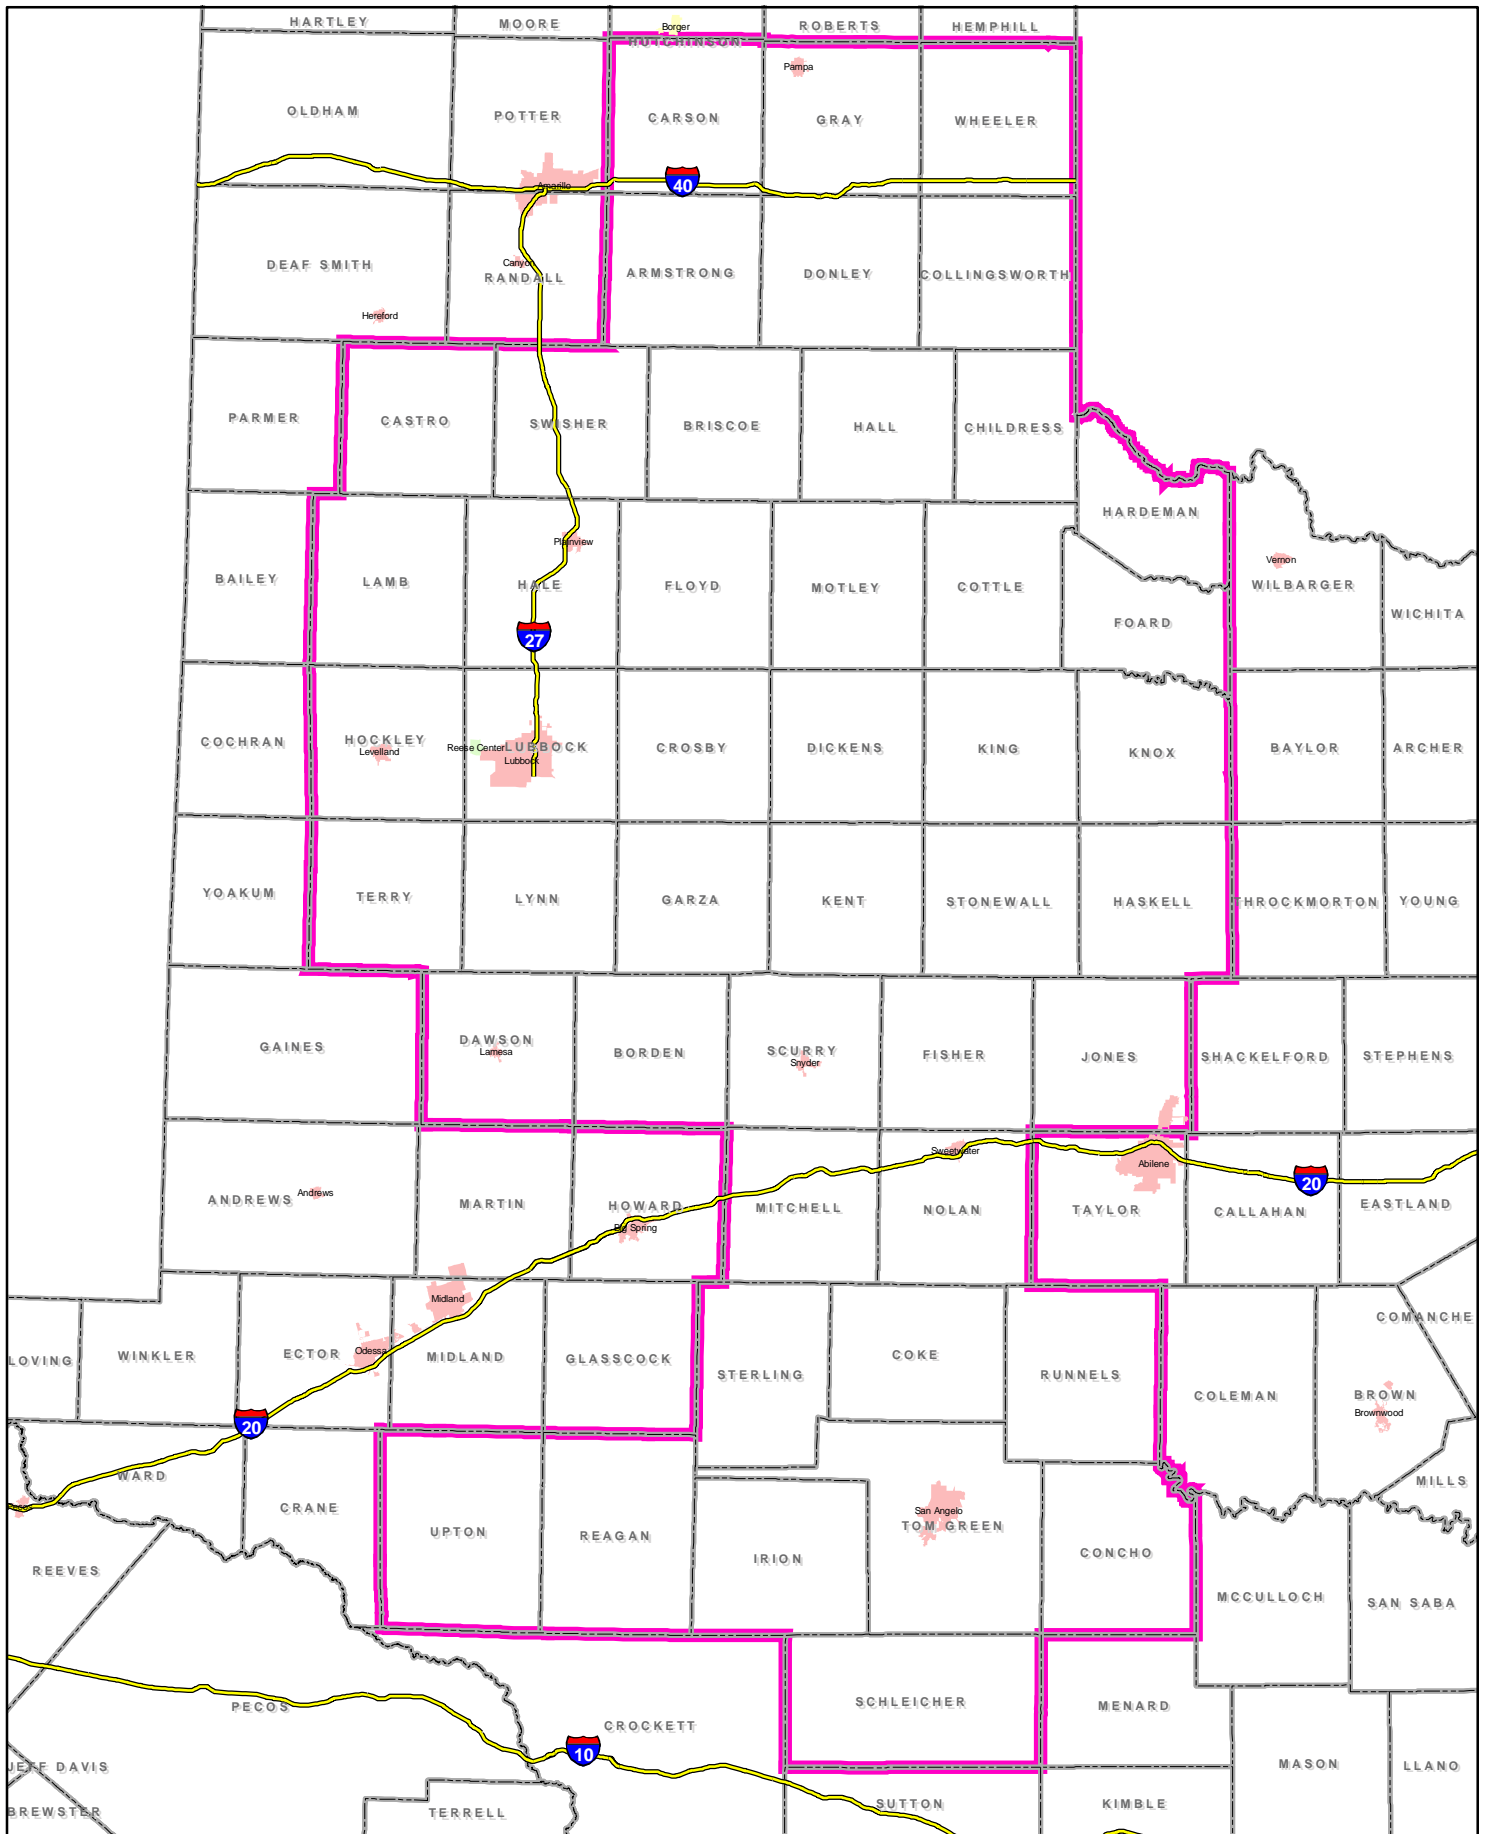 HARTLEY
MOORE
Borger
ROBERTS
HEMPHILL
HUTCHINSON
Pampa
OLDHAM
POTTER
CARSON
GRAY
WHEELER
Amarillo
40
Canyon
DEAF SMITH
RANDALL
ARMSTRONG
DONLEY
COLLINGSWORTH
Hereford
PARMER
CASTRO
SWISHER
BRISCOE
HALL
CHILDRESS
HARDEMAN
Plainview
Vernon
BAILEY
LAMB
HALE
FLOYD
MOTLEY
COTTLE
WILBARGER
WICHITA
FOARD
27
COCHRAN
HOCKLEY
Levelland
Reese Center
LUBBOCK
Lubbock
CROSBY
DICKENS
KING
KNOX
BAYLOR
ARCHER
YOAKUM
TERRY
LYNN
GARZA
KENT
STONEWALL
HASKELL
THROCKMORTON
YOUNG
GAINES
DAWSON
Lamesa
BORDEN
SCURRY
Snyder
FISHER
JONES
SHACKELFORD
STEPHENS
Sweetwater
Abilene
20
ANDREWS
Andrews
MARTIN
HOWARD
Big Spring
MITCHELL
NOLAN
TAYLOR
CALLAHAN
EASTLAND
Midland
COMANCHE
LOVING
WINKLER
ECTOR
Odessa
MIDLAND
GLASSCOCK
STERLING
COKE
RUNNELS
COLEMAN
BROWN
Brownwood
20
WARD
MILLS
CRANE
UPTON
REAGAN
IRION
San Angelo
TOM GREEN
CONCHO
REEVES
MCCULLOCH
SAN SABA
PECOS
CROCKETT
SCHLEICHER
MENARD
10
JEFF DAVIS
MASON
LLANO
BREWSTER
TERRELL
SUTTON
KIMBLE